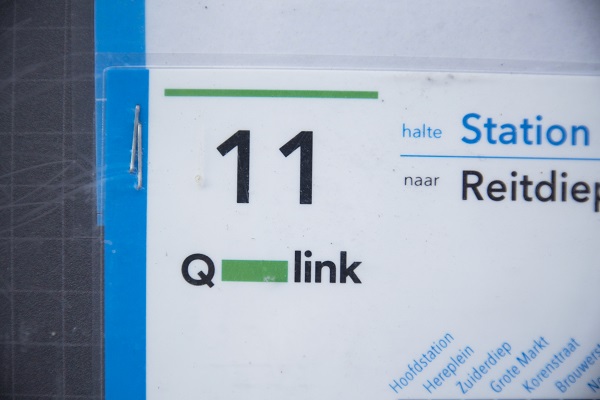 11
Q link
halte Station
naar Reitdiep
Hoofdstation
Hereplein
Zuiderdiep
Grote Markt
Korenstraat